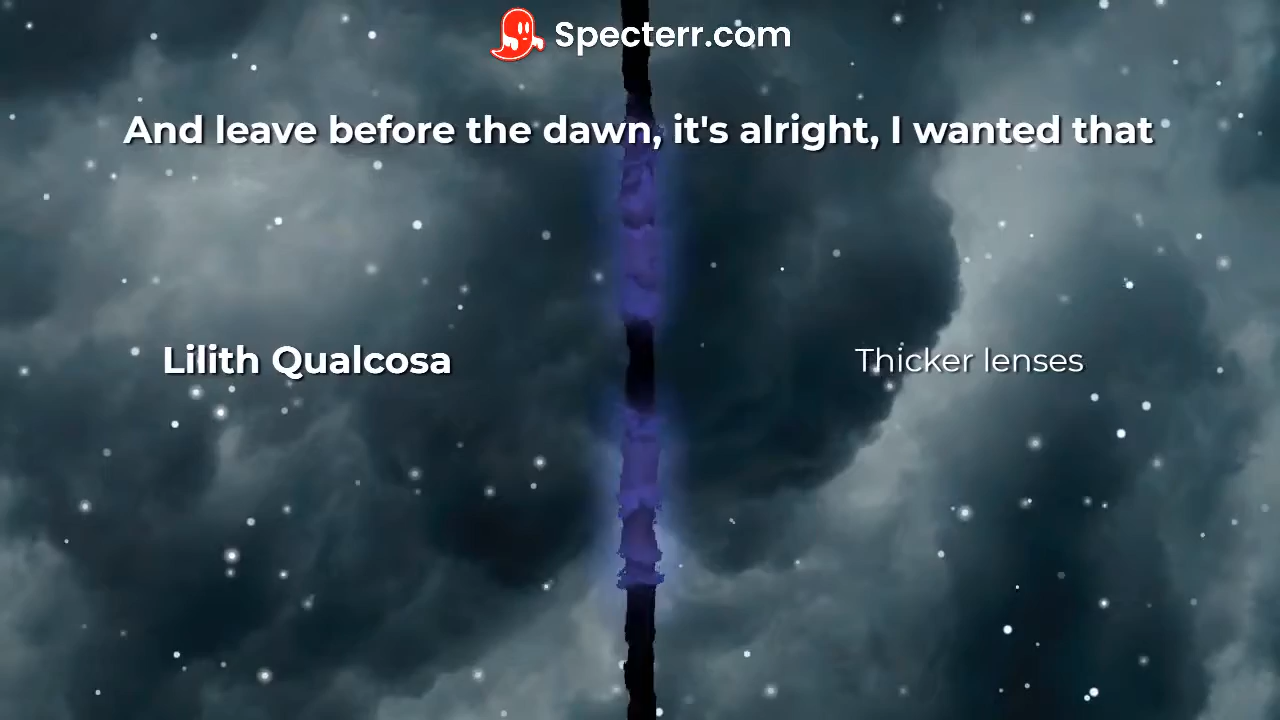 Specterr.com
And leave before the dawn, it's alright, I wanted that
Lilith Qualcosa
Thicker lenses